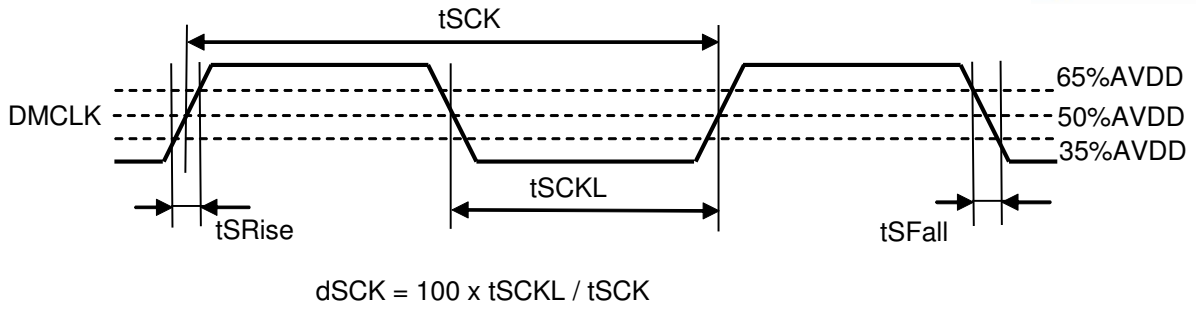 tSCK
65%AVDD
DMCLK
50%AVDD
35%AVDD
tSCKL
tSRise
tSFall
dSCK = 100 x tSCKL / tSCK